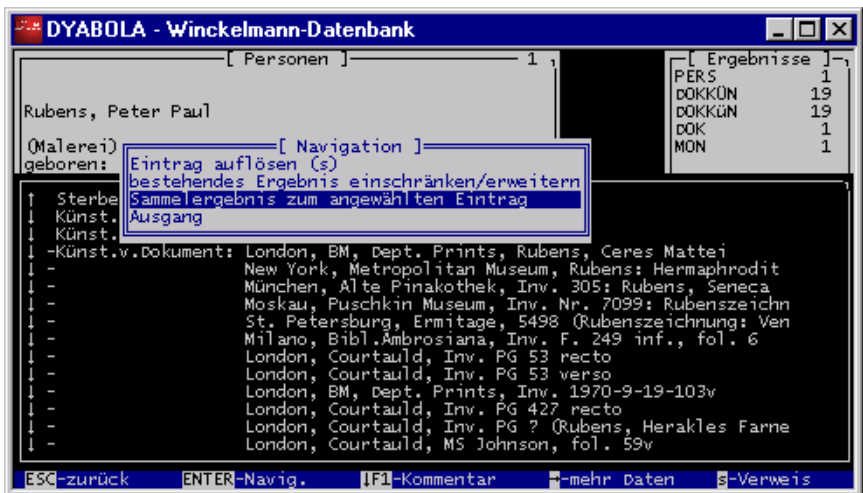 DYABOLA - Winckelmann-Datenbank
[ Personen ] 1
[ Ergebnisse ]
PERS 1
DOKKÜN 19
DOKKüN 19
DOK 1
MON 1
Rubens, Peter Paul
(Malerei)
geboren:
[ Navigation ]
Eintrag auflösen (s)
bestehendes Ergebnis einschränken/erweitern
Sammelergebnis zum angewählten Eintrag
Ausgang
↑ Sterbe
↓ Künst.
↓ Künst.
↓ -Künst.v.Dokument: London, BM, Dept. Prints, Rubens, Ceres Mattei
↓ - New York, Metropolitan Museum, Rubens: Hermaphrodit
↓ - München, Alte Pinakothek, Inv. 305: Rubens, Seneca
↓ - Moskau, Puschkin Museum, Inv. Nr. 7099: Rubenszeichn
↓ - St. Petersburg, Ermitage, 5498 (Rubenszeichnung: Ven
↓ - Milano, Bibl.Ambrosiana, Inv. F. 249 inf., fol. 6
↓ - London, Courtauld, Inv. PG 53 recto
↓ - London, Courtauld, Inv. PG 53 verso
↓ - London, BM, Dept. Prints, Inv. 1970-9-19-103v
↓ - London, Courtauld, Inv. PG 427 recto
↓ - London, Courtauld, Inv. PG ? (Rubens, Herakles Farne
↓ - London, Courtauld, MS Johnson, fol. 59v
ESC-zurück ENTER-Navig. ↓F1-Kommentar →-mehr Daten s-Verweis